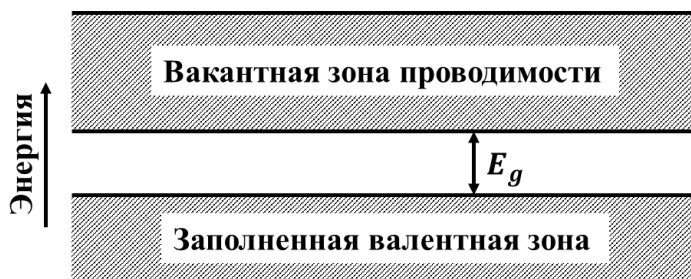 Вакантная зона проводимости
Энергия
E_g
Заполненная валентная зона